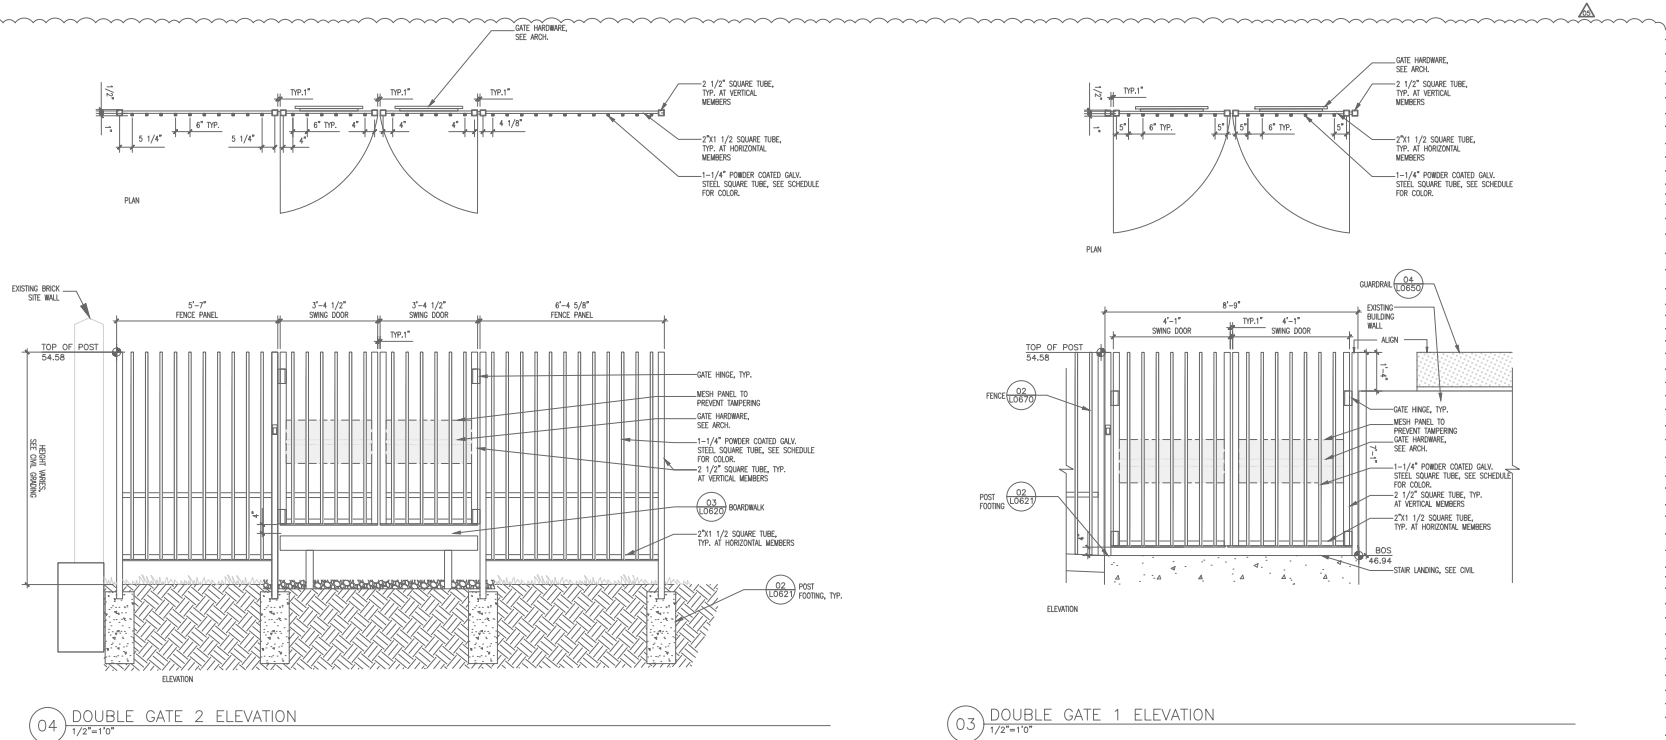 05
GATE HARDWARE,
SEE ARCH.
1/2"
1"
TYP.1"
TYP.1"
TYP.1"
2 1/2" SQUARE TUBE,
TYP. AT VERTICAL
MEMBERS
5 1/4"
6" TYP.
5 1/4"
4"
6" TYP.
4"
4"
4"
4 1/8"
2"X1 1/2 SQUARE TUBE,
TYP. AT HORIZONTAL
MEMBERS
1-1/4" POWDER COATED GALV.
STEEL SQUARE TUBE, SEE SCHEDULE
FOR COLOR.
PLAN
EXISTING BRICK
SITE WALL
5'-7"
FENCE PANEL
3'-4 1/2"
SWING DOOR
3'-4 1/2"
SWING DOOR
6'-4 5/8"
FENCE PANEL
TYP.1"
TOP OF POST
54.58
HEIGHT VARIES,
SEE CIVIL GRADING
GATE HINGE, TYP.
MESH PANEL TO
PREVENT TAMPERING
GATE HARDWARE,
SEE ARCH.
1-1/4" POWDER COATED GALV.
STEEL SQUARE TUBE, SEE SCHEDULE
FOR COLOR.
2 1/2" SQUARE TUBE, TYP.
AT VERTICAL MEMBERS
03
L0620
BOARDWALK
4"
2"X1 1/2 SQUARE TUBE,
TYP. AT HORIZONTAL MEMBERS
02
L0621
POST
FOOTING, TYP.
ELEVATION
04
DOUBLE GATE 2 ELEVATION
1/2"=1'0"
GATE HARDWARE,
SEE ARCH.
1/2"
1"
TYP.1"
2 1/2" SQUARE TUBE,
TYP. AT VERTICAL
MEMBERS
5"
6" TYP.
5"
5"
6" TYP.
5"
2"X1 1/2 SQUARE TUBE,
TYP. AT HORIZONTAL
MEMBERS
1-1/4" POWDER COATED GALV.
STEEL SQUARE TUBE, SEE SCHEDULE
FOR COLOR.
PLAN
GUARDRAIL
04
L0650
8'-9"
EXISTING
BUILDING
WALL
4'-1"
SWING DOOR
TYP.1"
4'-1"
SWING DOOR
ALIGN
TOP OF POST
54.58
1'-4"
FENCE
02
L0670
GATE HINGE, TYP.
MESH PANEL TO
PREVENT TAMPERING
GATE HARDWARE,
SEE ARCH.
7'-1"
1-1/4" POWDER COATED GALV.
STEEL SQUARE TUBE, SEE SCHEDULE
FOR COLOR.
POST
FOOTING
02
L0621
2 1/2" SQUARE TUBE, TYP.
AT VERTICAL MEMBERS
2"X1 1/2 SQUARE TUBE,
TYP. AT HORIZONTAL MEMBERS
4"
BOS
46.94
STAIR LANDING, SEE CIVIL
ELEVATION
03
DOUBLE GATE 1 ELEVATION
1/2"=1'0"